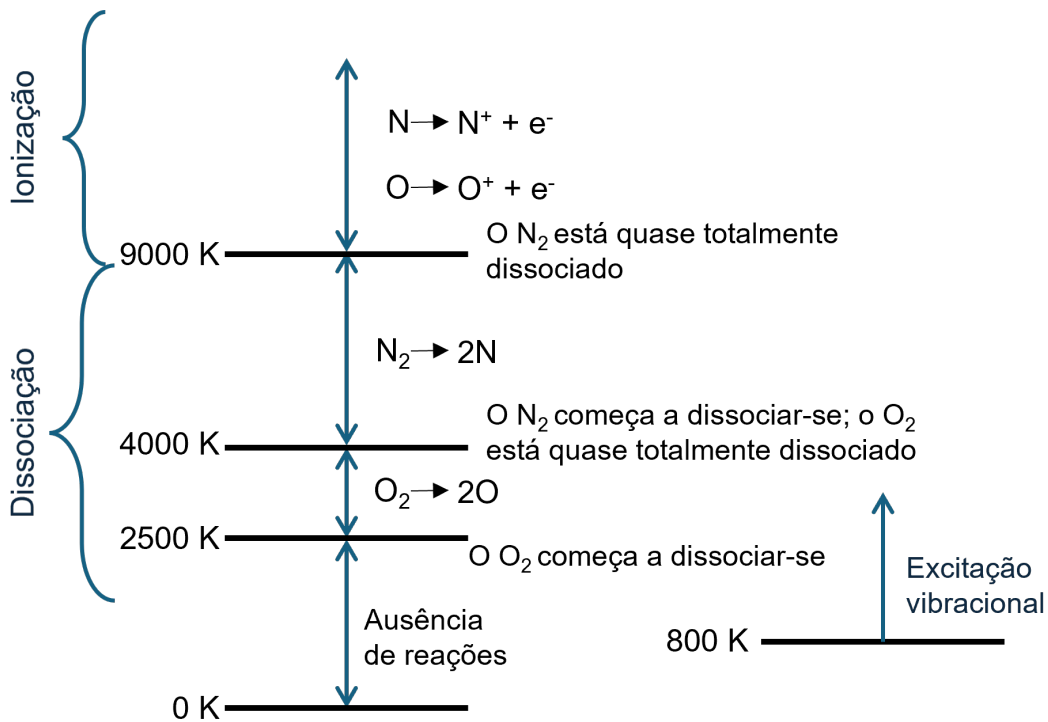 Ionização
N → N⁺ + e⁻
O → O⁺ + e⁻
9000 K
O N₂ está quase totalmente
dissociado
Dissociação
N₂ → 2N
4000 K
O N₂ começa a dissociar-se; o O₂
está quase totalmente dissociado
O₂ → 2O
2500 K
O O₂ começa a dissociar-se
Ausência
de reações
0 K
Excitação
vibracional
800 K